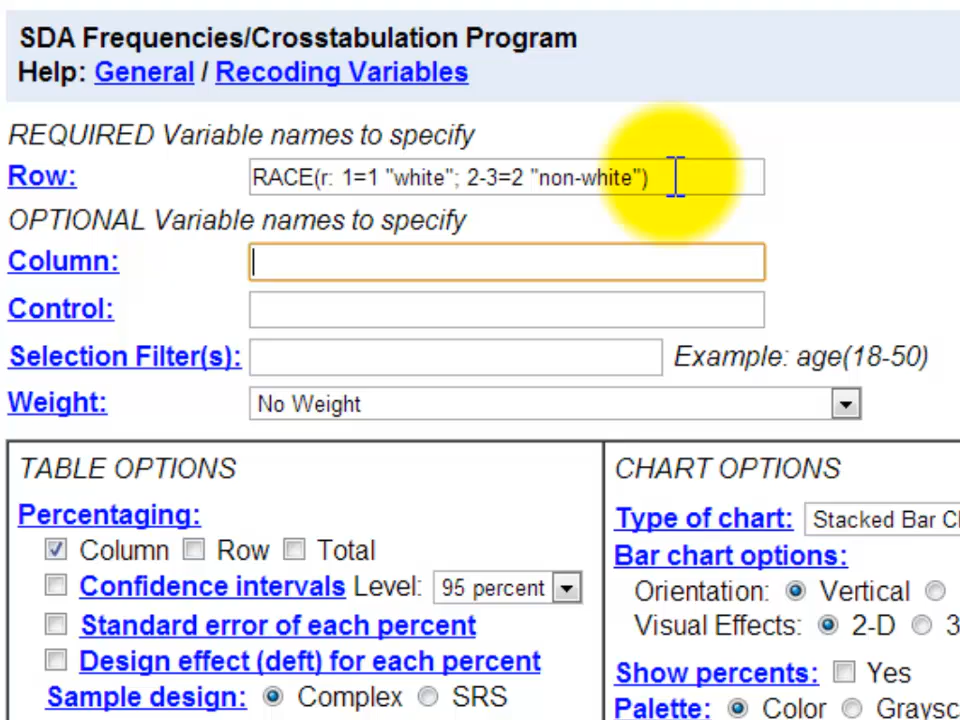 SDA Frequencies/Crosstabulation Program
Help: General / Recoding Variables
REQUIRED Variable names to specify
Row: RACE(r: 1=1 "white"; 2-3=2 "non-white")
OPTIONAL Variable names to specify
Column:
Control:
Selection Filter(s): Example: age(18-50)
Weight: No Weight
TABLE OPTIONS
Percentaging:
Column Row Total
Confidence intervals Level: 95 percent
Standard error of each percent
Design effect (deft) for each percent
Sample design: Complex SRS
CHART OPTIONS
Type of chart: Stacked Bar
Bar chart options:
Orientation: Vertical
Visual Effects: 2-D 3
Show percents: Yes
Palette: Color